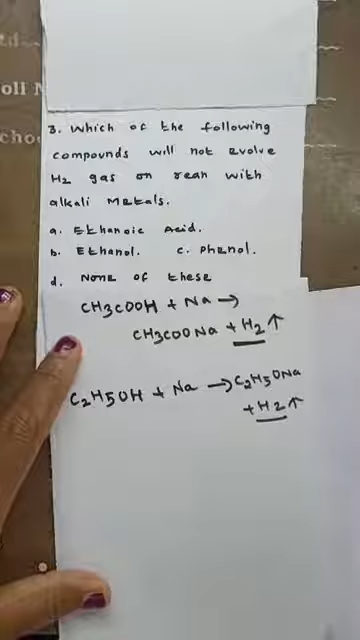 3. Which of the following
compounds will not evolve
H2 gas on rean with
alkali Metals.
a. Ethanoic Acid.
b. Ethanol. c. Phenol.
d. None of these
CH3COOH + Na →
CH3COONa + H2 ↑
C2H5OH + Na → C2H5ONa
+ H2 ↑